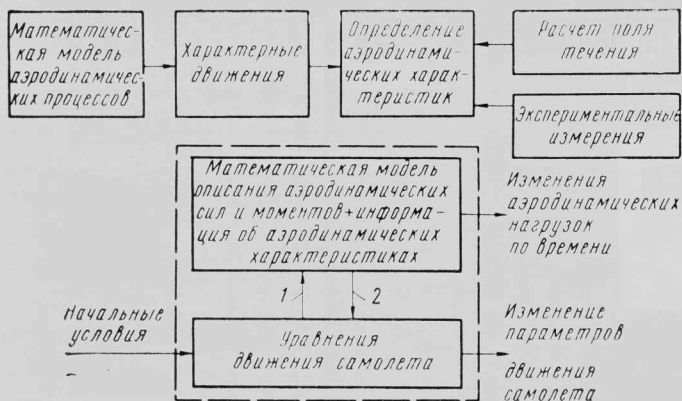 Математичес-
кая модель
аэродинамичес-
ких процессов
Характерные
движения
Определение
аэродинами-
ческих харак-
теристик
Расчет поля
течения
Экспериментальные
измерения
Математическая модель
описания аэродинамических
сил и моментов+информа-
ция об аэродинамических
характеристиках
Изменения
аэродинамических
нагрузок
по времени
1
2
Начальные
условия
Уравнения
движения самолета
Изменение
параметров
движения
самолета